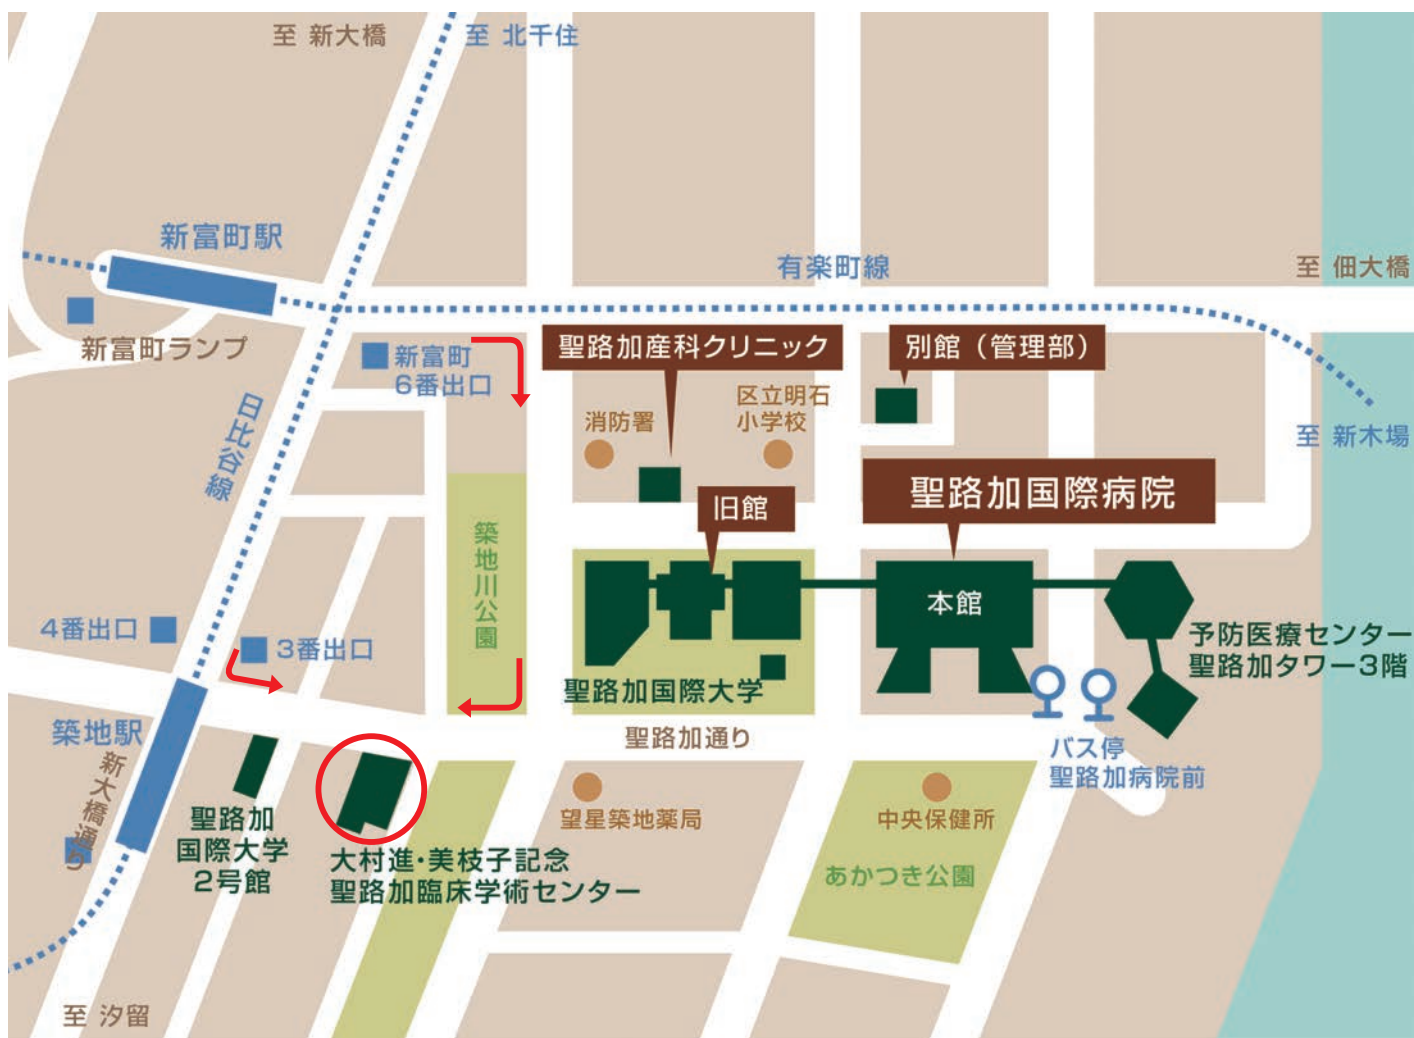 至 新大橋
至 北千住
新富町駅
有楽町線
至 佃大橋
新富町ランプ
新富町
6番出口
聖路加産科クリニック
別館（管理部）
日比谷線
消防署
区立明石
小学校
至 新木場
聖路加国際病院
旧館
築地川公園
本館
4番出口
3番出口
予防医療センター
聖路加タワー3階
聖路加国際大学
築地駅
聖路加通り
バス停
聖路加病院前
新大橋通り
聖路加
国際大学
2号館
望星築地薬局
中央保健所
大村進・美枝子記念
聖路加臨床学術センター
あかつき公園
至 汐留